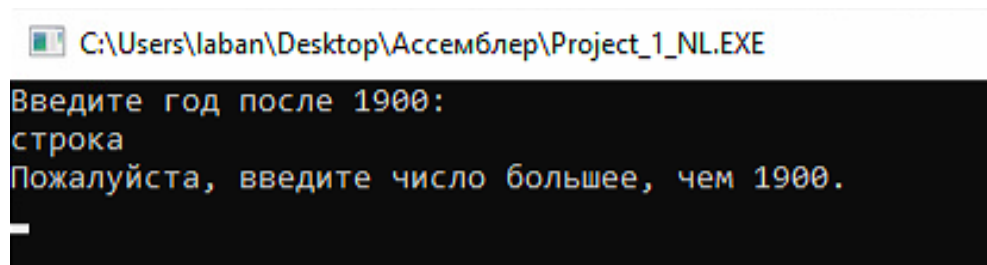 C:\Users\laban\Desktop\Ассемблер\Project_1_NL.EXE
Введите год после 1900:
строка
Пожалуйста, введите число большее, чем 1900.